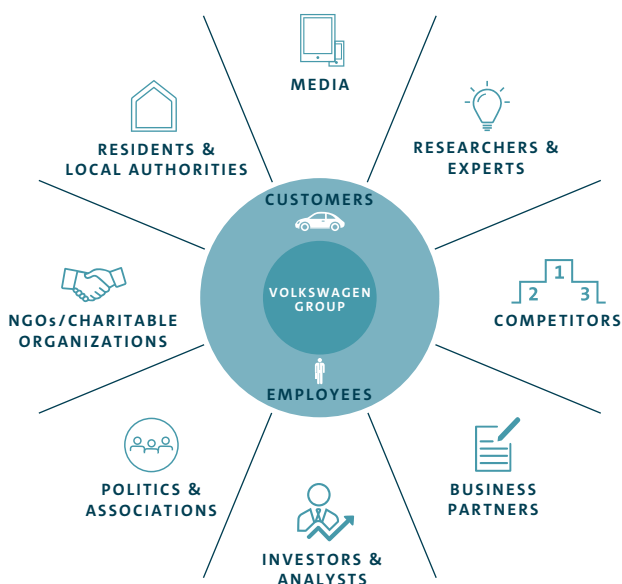 MEDIA
RESIDENTS &
LOCAL AUTHORITIES
RESEARCHERS &
EXPERTS
CUSTOMERS
VOLKSWAGEN
GROUP
EMPLOYEES
NGOs/CHARITABLE
ORGANIZATIONS
1
2
3
COMPETITORS
POLITICS &
ASSOCIATIONS
BUSINESS
PARTNERS
INVESTORS &
ANALYSTS